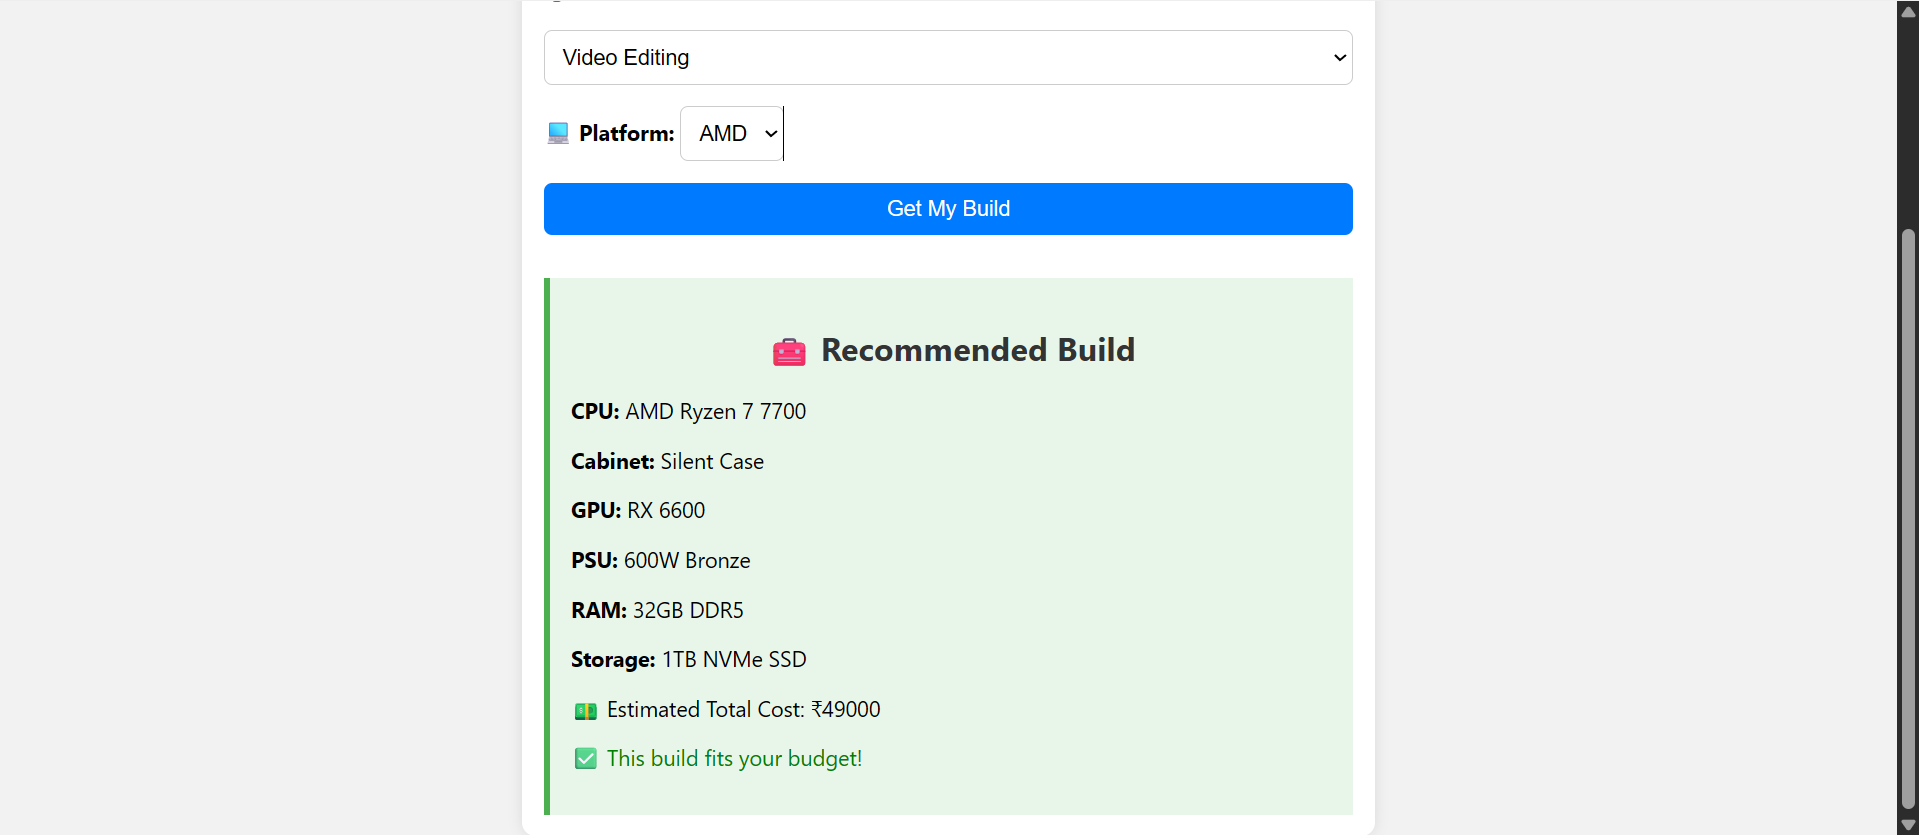 Video Editing
Platform: AMD
Get My Build
Recommended Build
CPU: AMD Ryzen 7 7700
Cabinet: Silent Case
GPU: RX 6600
PSU: 600W Bronze
RAM: 32GB DDR5
Storage: 1TB NVMe SSD
Estimated Total Cost: ₹49000
This build fits your budget!